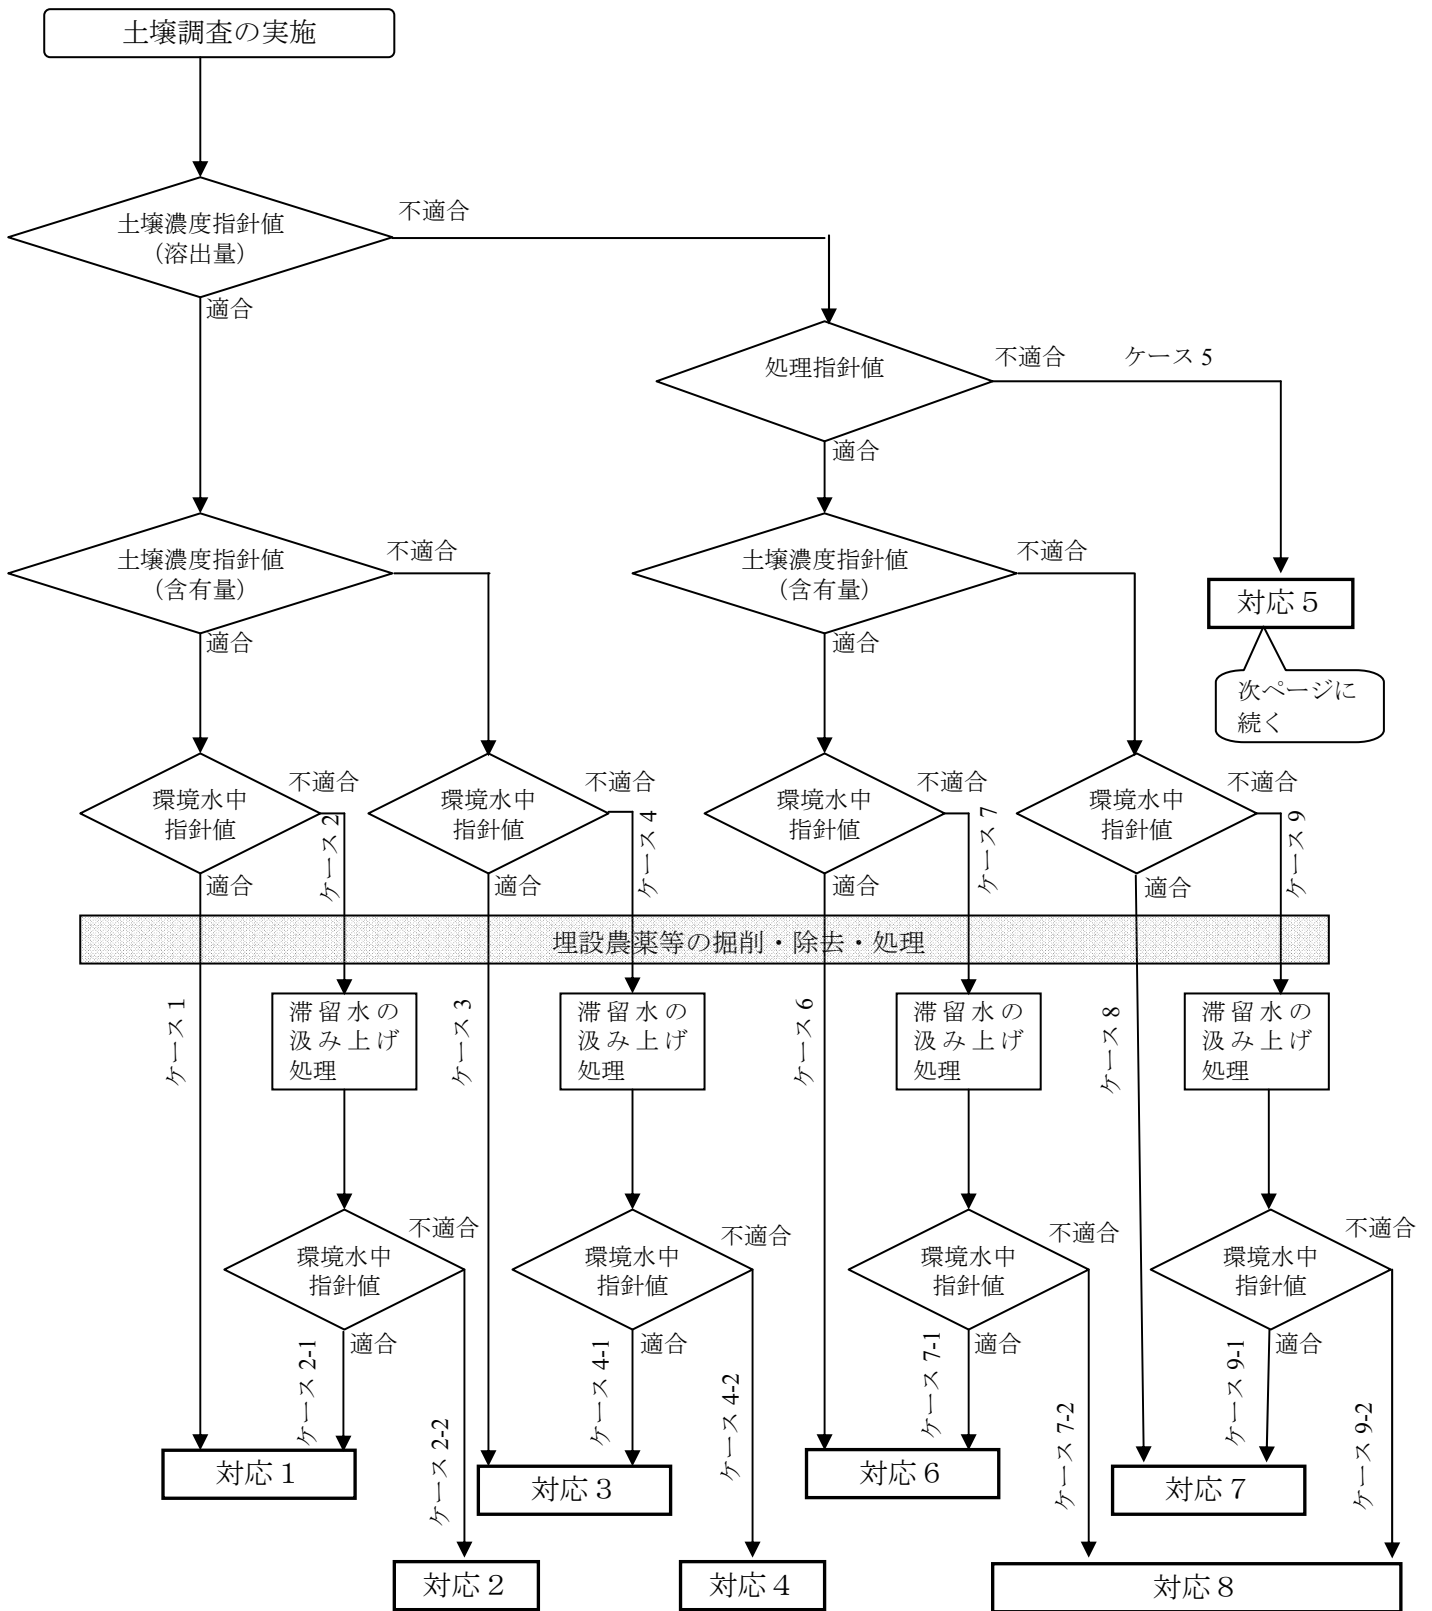 土壌調査の実施
土壌濃度指針値
（溶出量）
不適合
適合
処理指針値
不適合
ケース 5
適合
土壌濃度指針値
（含有量）
不適合
適合
土壌濃度指針値
（含有量）
不適合
適合
対応５
次ページに
続く
環境水中
指針値
不適合
ケース 2
適合
環境水中
指針値
不適合
ケース 4
適合
環境水中
指針値
不適合
ケース 7
適合
環境水中
指針値
不適合
ケース 9
適合
埋設農薬等の掘削・除去・処理
ケース 1
滞留水の
汲み上げ
処理
ケース 3
滞留水の
汲み上げ
処理
ケース 6
滞留水の
汲み上げ
処理
ケース 8
滞留水の
汲み上げ
処理
環境水中
指針値
不適合
適合
環境水中
指針値
不適合
適合
環境水中
指針値
不適合
適合
環境水中
指針値
不適合
適合
ケース 2-1
ケース 2-2
ケース 4-1
ケース 4-2
ケース 7-1
ケース 7-2
ケース 9-1
ケース 9-2
対応１
対応３
対応６
対応７
対応２
対応４
対応８